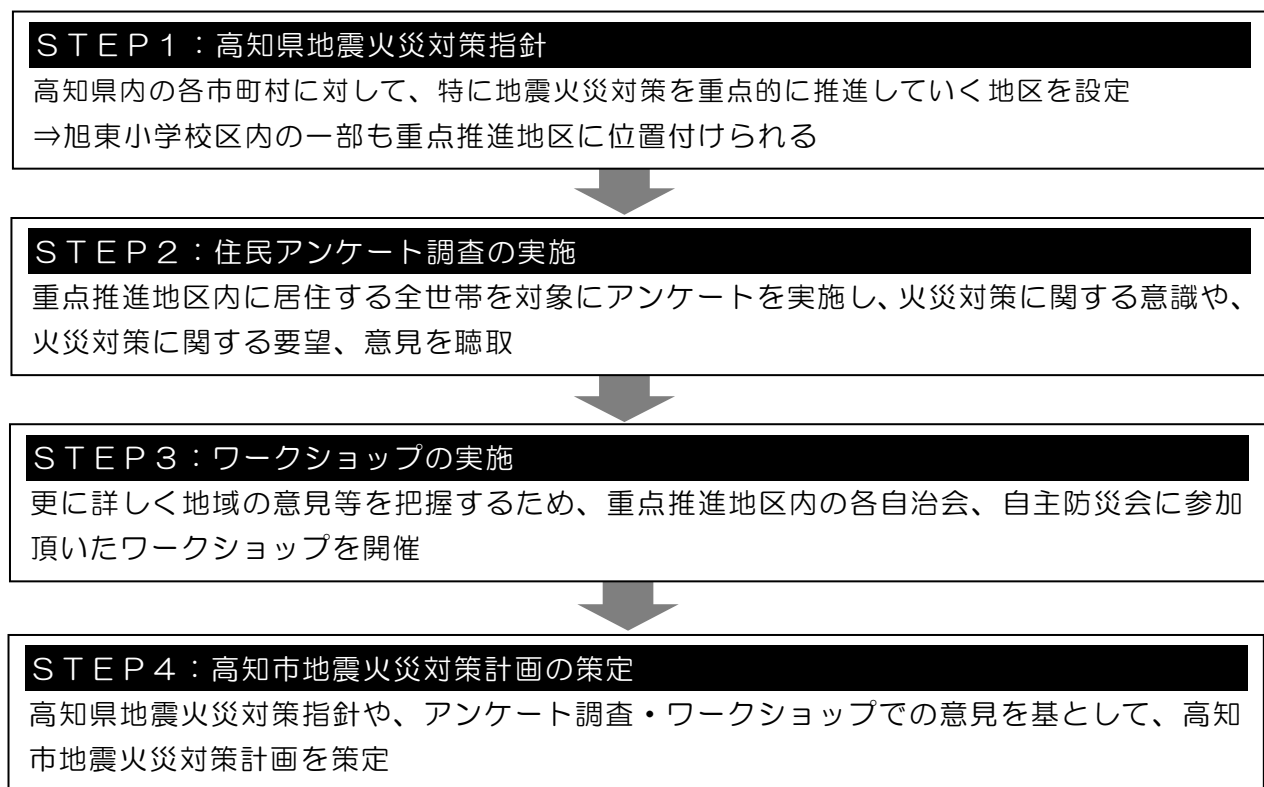 ＳＴＥＰ１：高知県地震火災対策指針
高知県内の各市町村に対して、特に地震火災対策を重点的に推進していく地区を設定
⇒旭東小学校区内の一部も重点推進地区に位置付けられる
ＳＴＥＰ２：住民アンケート調査の実施
重点推進地区内に居住する全世帯を対象にアンケートを実施し、火災対策に関する意識や、
火災対策に関する要望、意見を聴取
ＳＴＥＰ３：ワークショップの実施
更に詳しく地域の意見等を把握するため、重点推進地区内の各自治会、自主防災会に参加
頂いたワークショップを開催
ＳＴＥＰ４：高知市地震火災対策計画の策定
高知県地震火災対策指針や、アンケート調査・ワークショップでの意見を基として、高知
市地震火災対策計画を策定